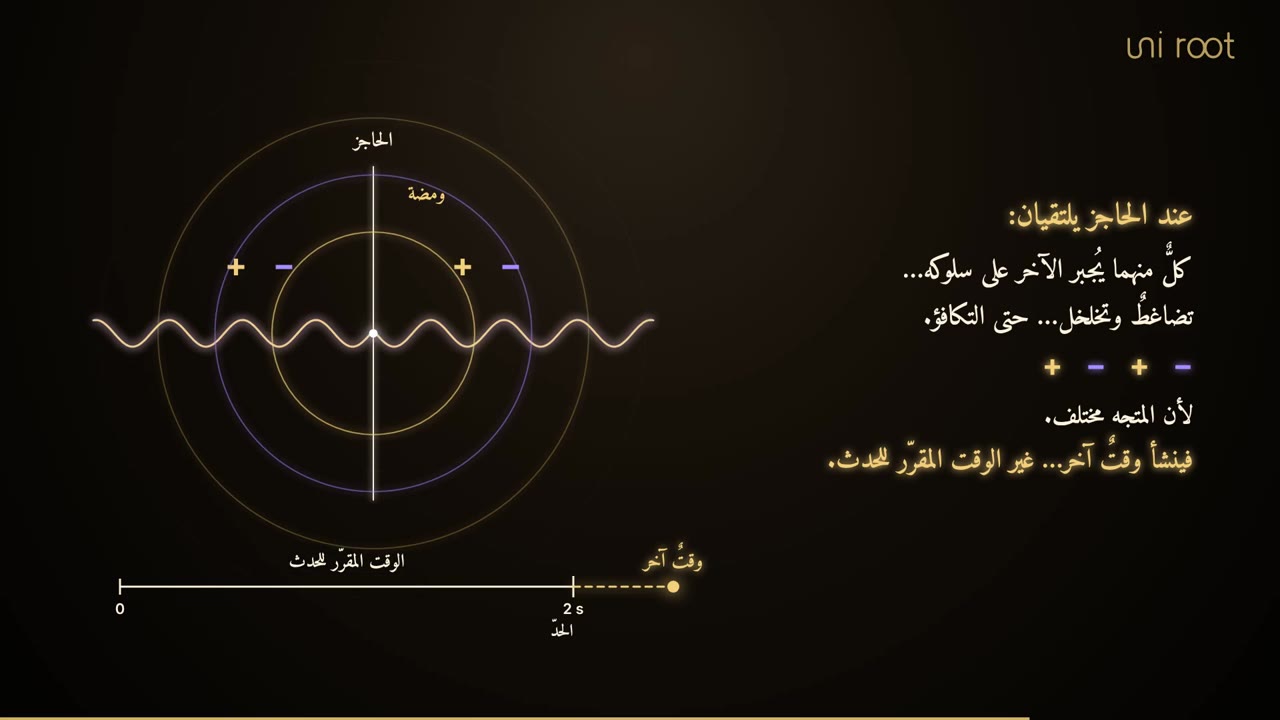 uni root
الحاجز
ومضة
+ − + −
عند الحاجز يلتقيان:
كلٌّ منهما يُجبر الآخر على سلوكه...
تضاغطٌ وتخلخل... حتى التكافؤ.
+ − + −
لأن المتجه مختلف.
فينشأ وقتٌ آخر... غير الوقت المقرّر للحدث.
الوقت المقرّر للحدث
وقتٌ آخر
0
2 s
الحدّ